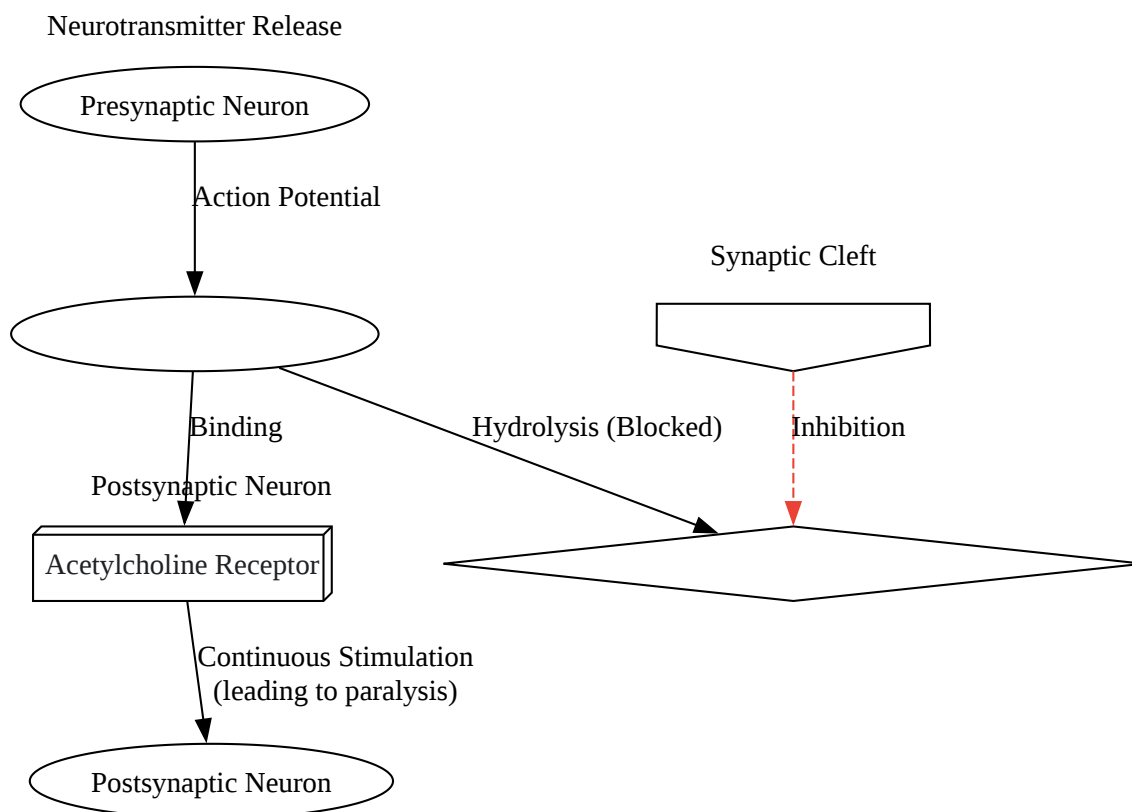 Neurotransmitter Release
Presynaptic Neuron
Action Potential
Synaptic Cleft
Binding
Hydrolysis (Blocked)
Inhibition
Postsynaptic Neuron
Acetylcholine Receptor
Continuous Stimulation
(leading to paralysis)
Postsynaptic Neuron